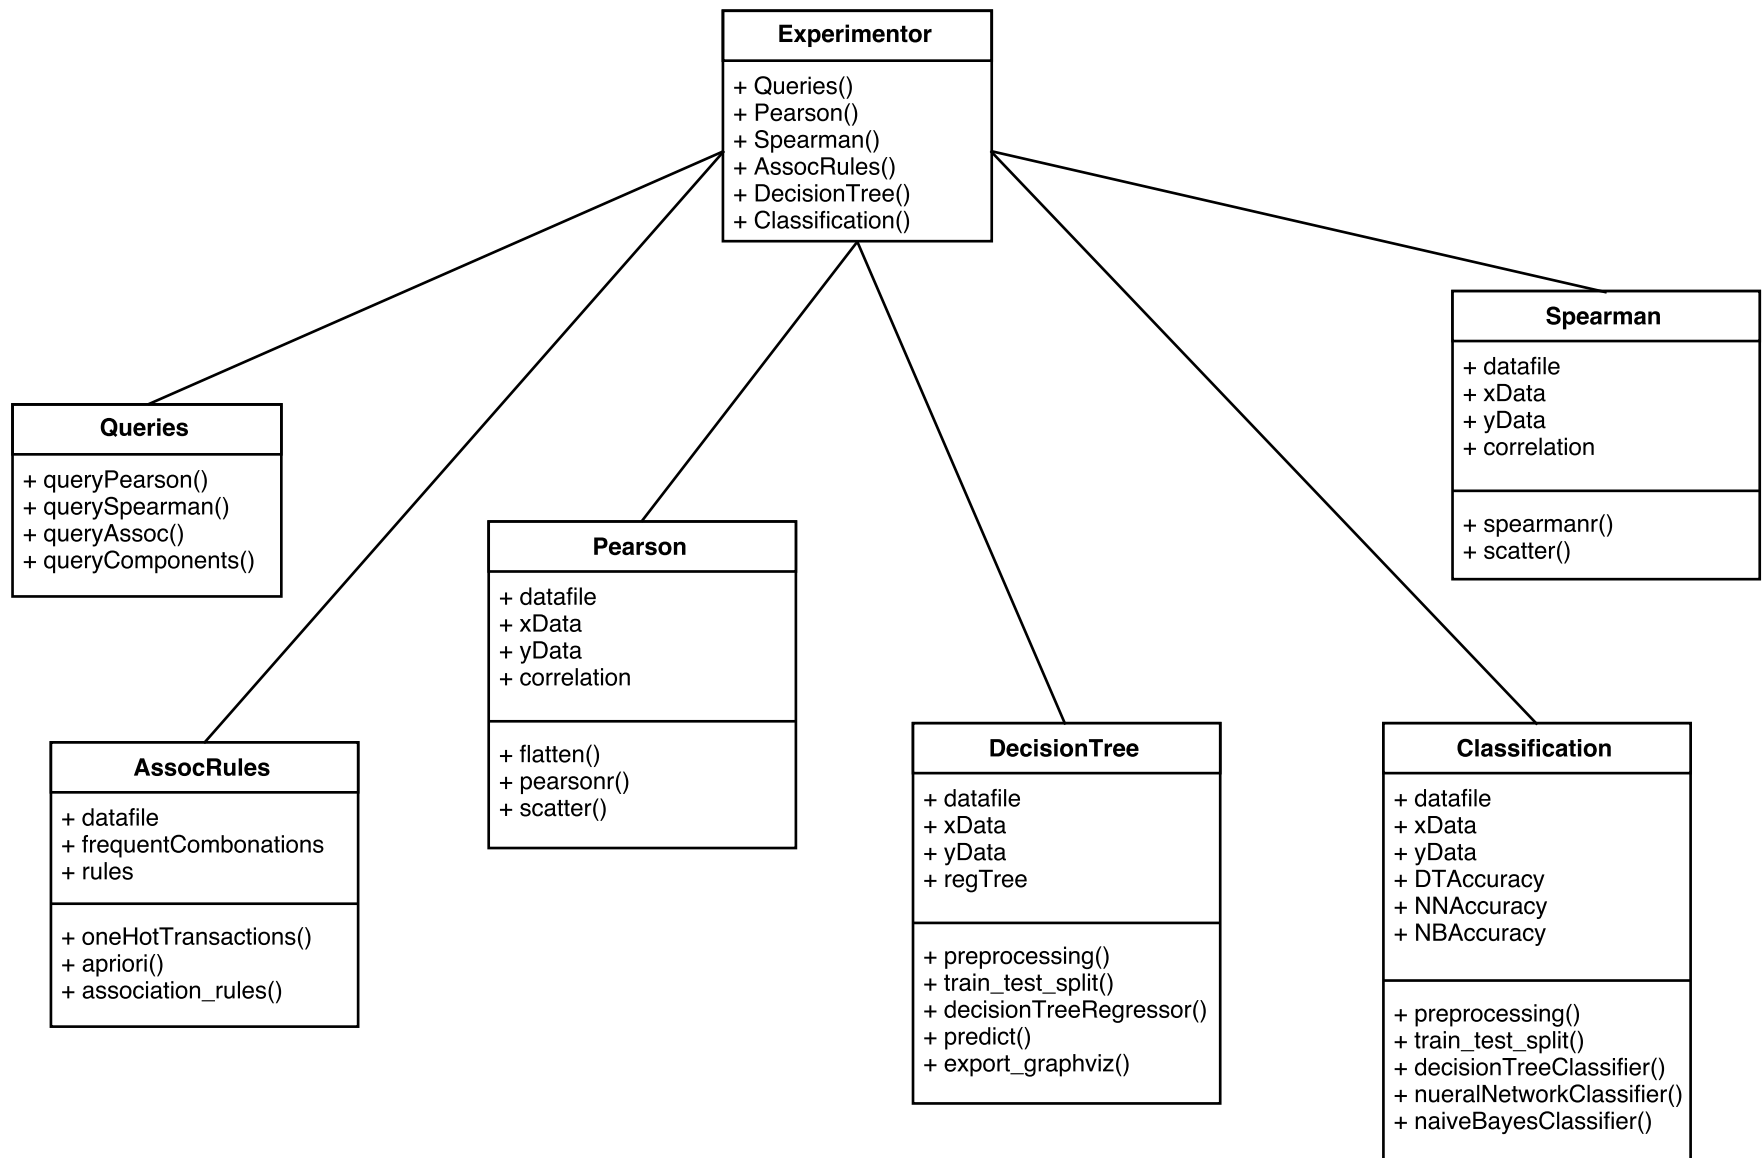 Experimentor
+ Queries()
+ Pearson()
+ Spearman()
+ AssocRules()
+ DecisionTree()
+ Classification()
Spearman
+ datafile
+ xData
+ yData
+ correlation
+ spearmanr()
+ scatter()
Queries
+ queryPearson()
+ querySpearman()
+ queryAssoc()
+ queryComponents()
Pearson
+ datafile
+ xData
+ yData
+ correlation
+ flatten()
+ pearsonr()
+ scatter()
AssocRules
+ datafile
+ frequentCombonations
+ rules
+ oneHotTransactions()
+ apriori()
+ association_rules()
DecisionTree
+ datafile
+ xData
+ yData
+ regTree
+ preprocessing()
+ train_test_split()
+ decisionTreeRegressor()
+ predict()
+ export_graphviz()
Classification
+ datafile
+ xData
+ yData
+ DTAccuracy
+ NNAccuracy
+ NBAccuracy
+ preprocessing()
+ train_test_split()
+ decisionTreeClassifier()
+ nueralNetworkClassifier()
+ naiveBayesClassifier()